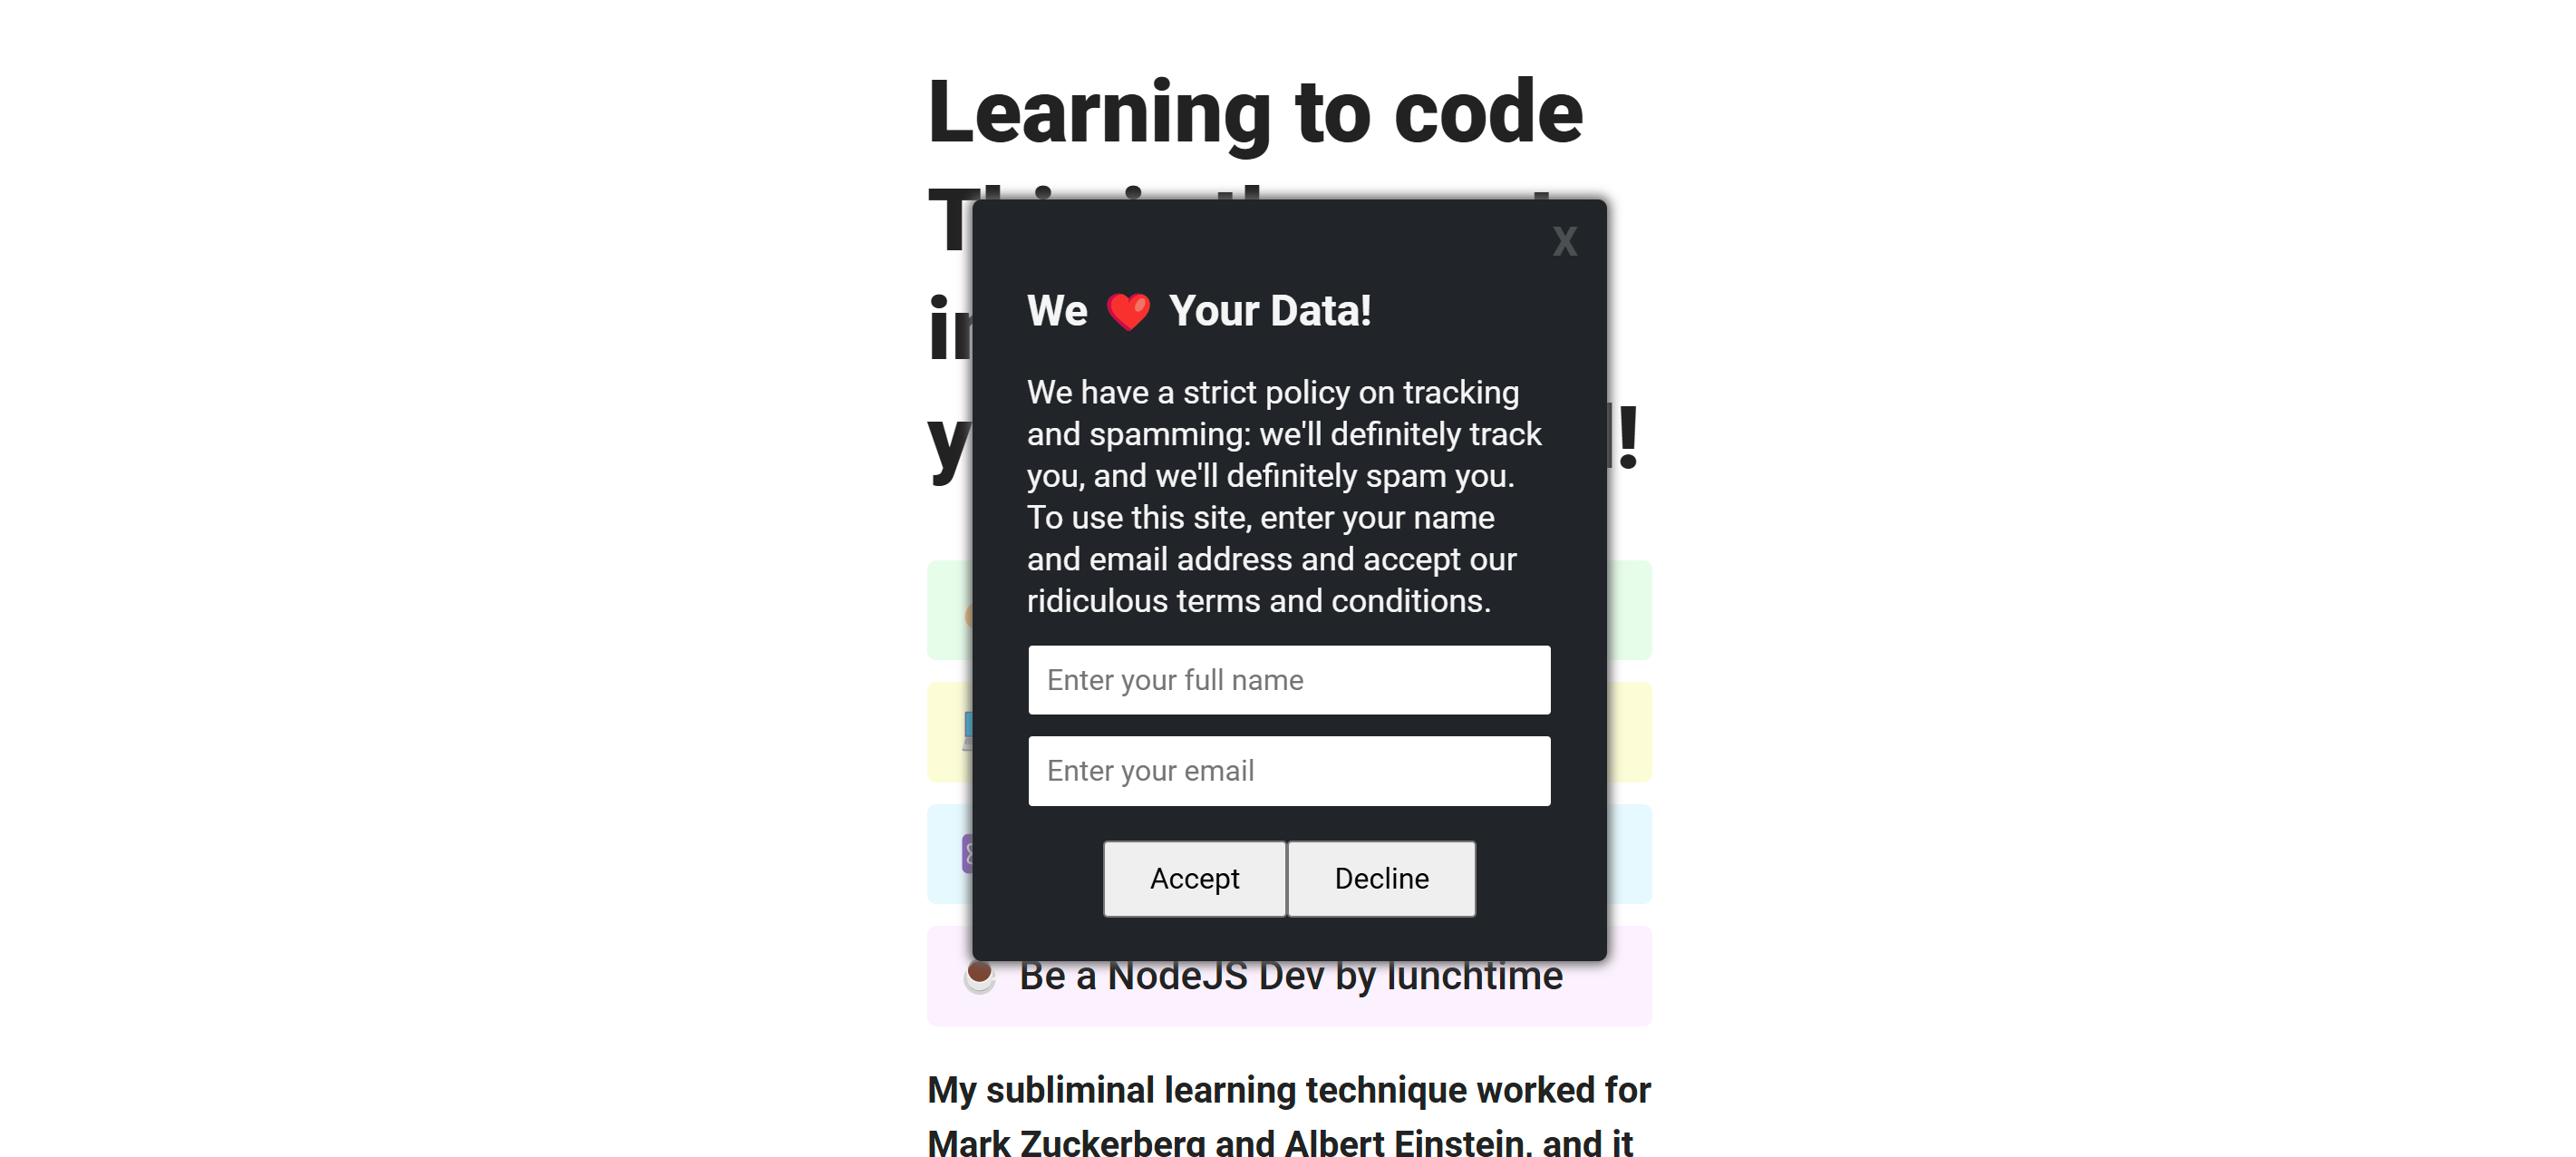 Learning to code
X
We ❤️ Your Data!
We have a strict policy on tracking
and spamming: we'll definitely track
you, and we'll definitely spam you.
To use this site, enter your name
and email address and accept our
ridiculous terms and conditions.
Enter your full name
Enter your email
Accept Decline
Be a NodeJS Dev by lunchtime
My subliminal learning technique worked for
Mark Zuckerberg and Albert Einstein, and it